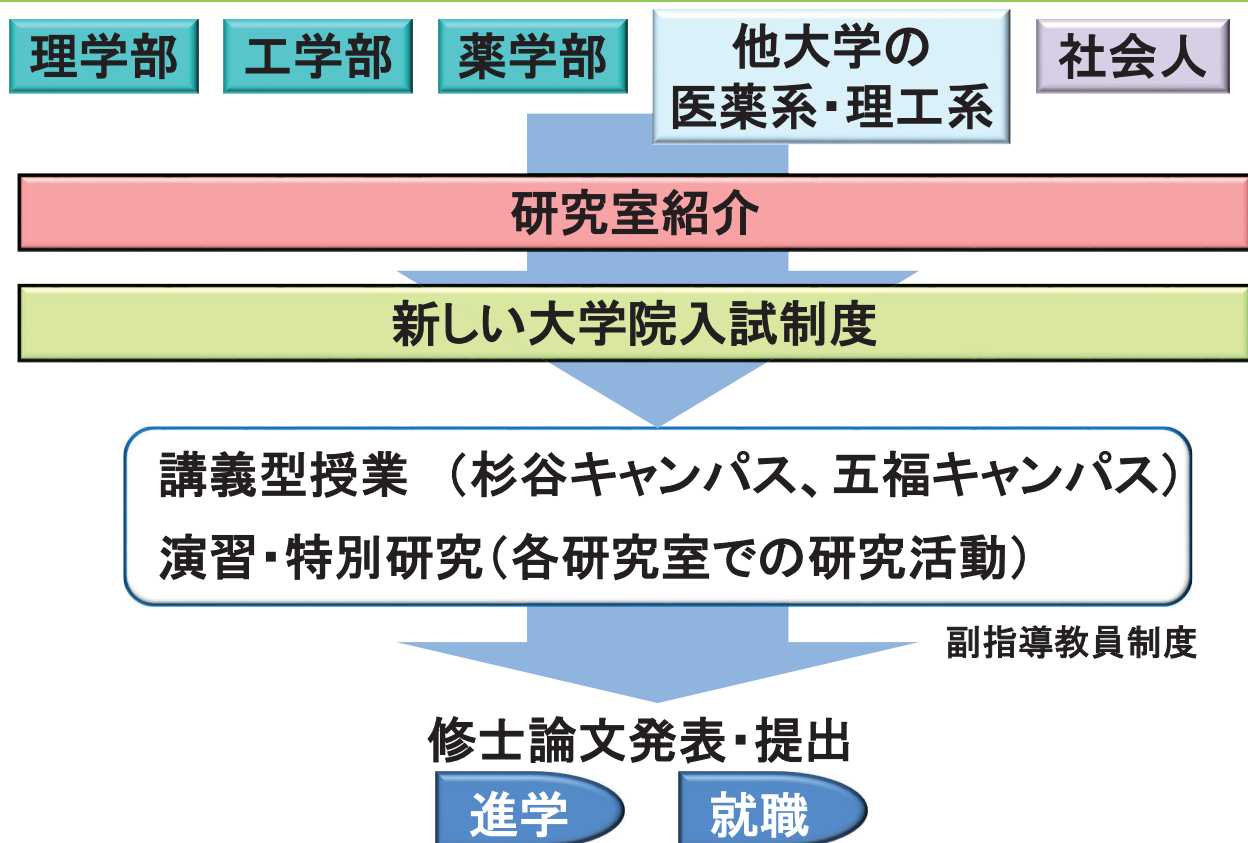 理学部 工学部 薬学部 他大学の 社会人
医薬系・理工系
研究室紹介
新しい大学院入試制度
講義型授業 (杉谷キャンパス、五福キャンパス)
演習・特別研究(各研究室での研究活動)
副指導教員制度
修士論文発表・提出
進学 就職